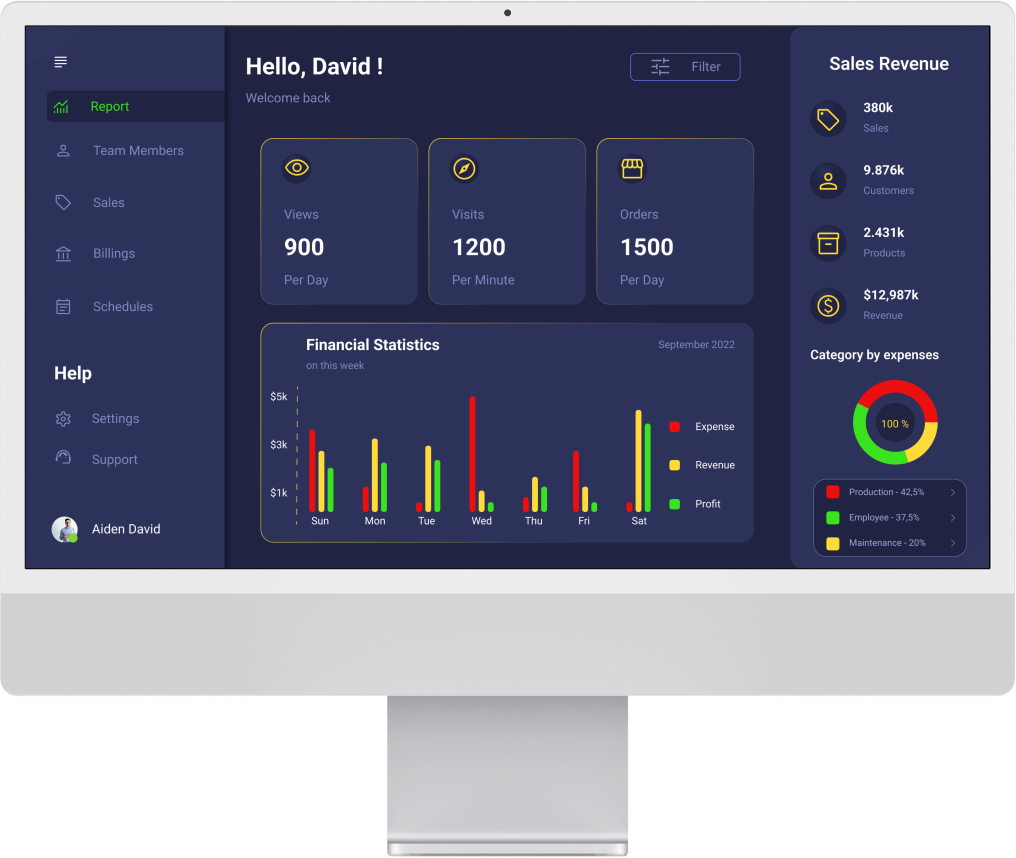 Report
Team Members
Sales
Billings
Schedules
Help
Settings
Support
Aiden David
Hello, David !
Welcome back
Filter
Views
900
Per Day
Visits
1200
Per Minute
Orders
1500
Per Day
Financial Statistics
on this week
September 2022
$5k
$3k
$1k
Sun
Mon
Tue
Wed
Thu
Fri
Sat
Expense
Revenue
Profit
Sales Revenue
380k
Sales
9.876k
Customers
2.431k
Products
$12,987k
Revenue
Category by expenses
100 %
Production - 42,5%
Employee - 37,5%
Maintenance - 20%